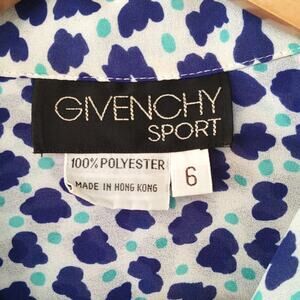 GIVENCHY
SPORT
100% POLYESTER
MADE IN HONG KONG
6